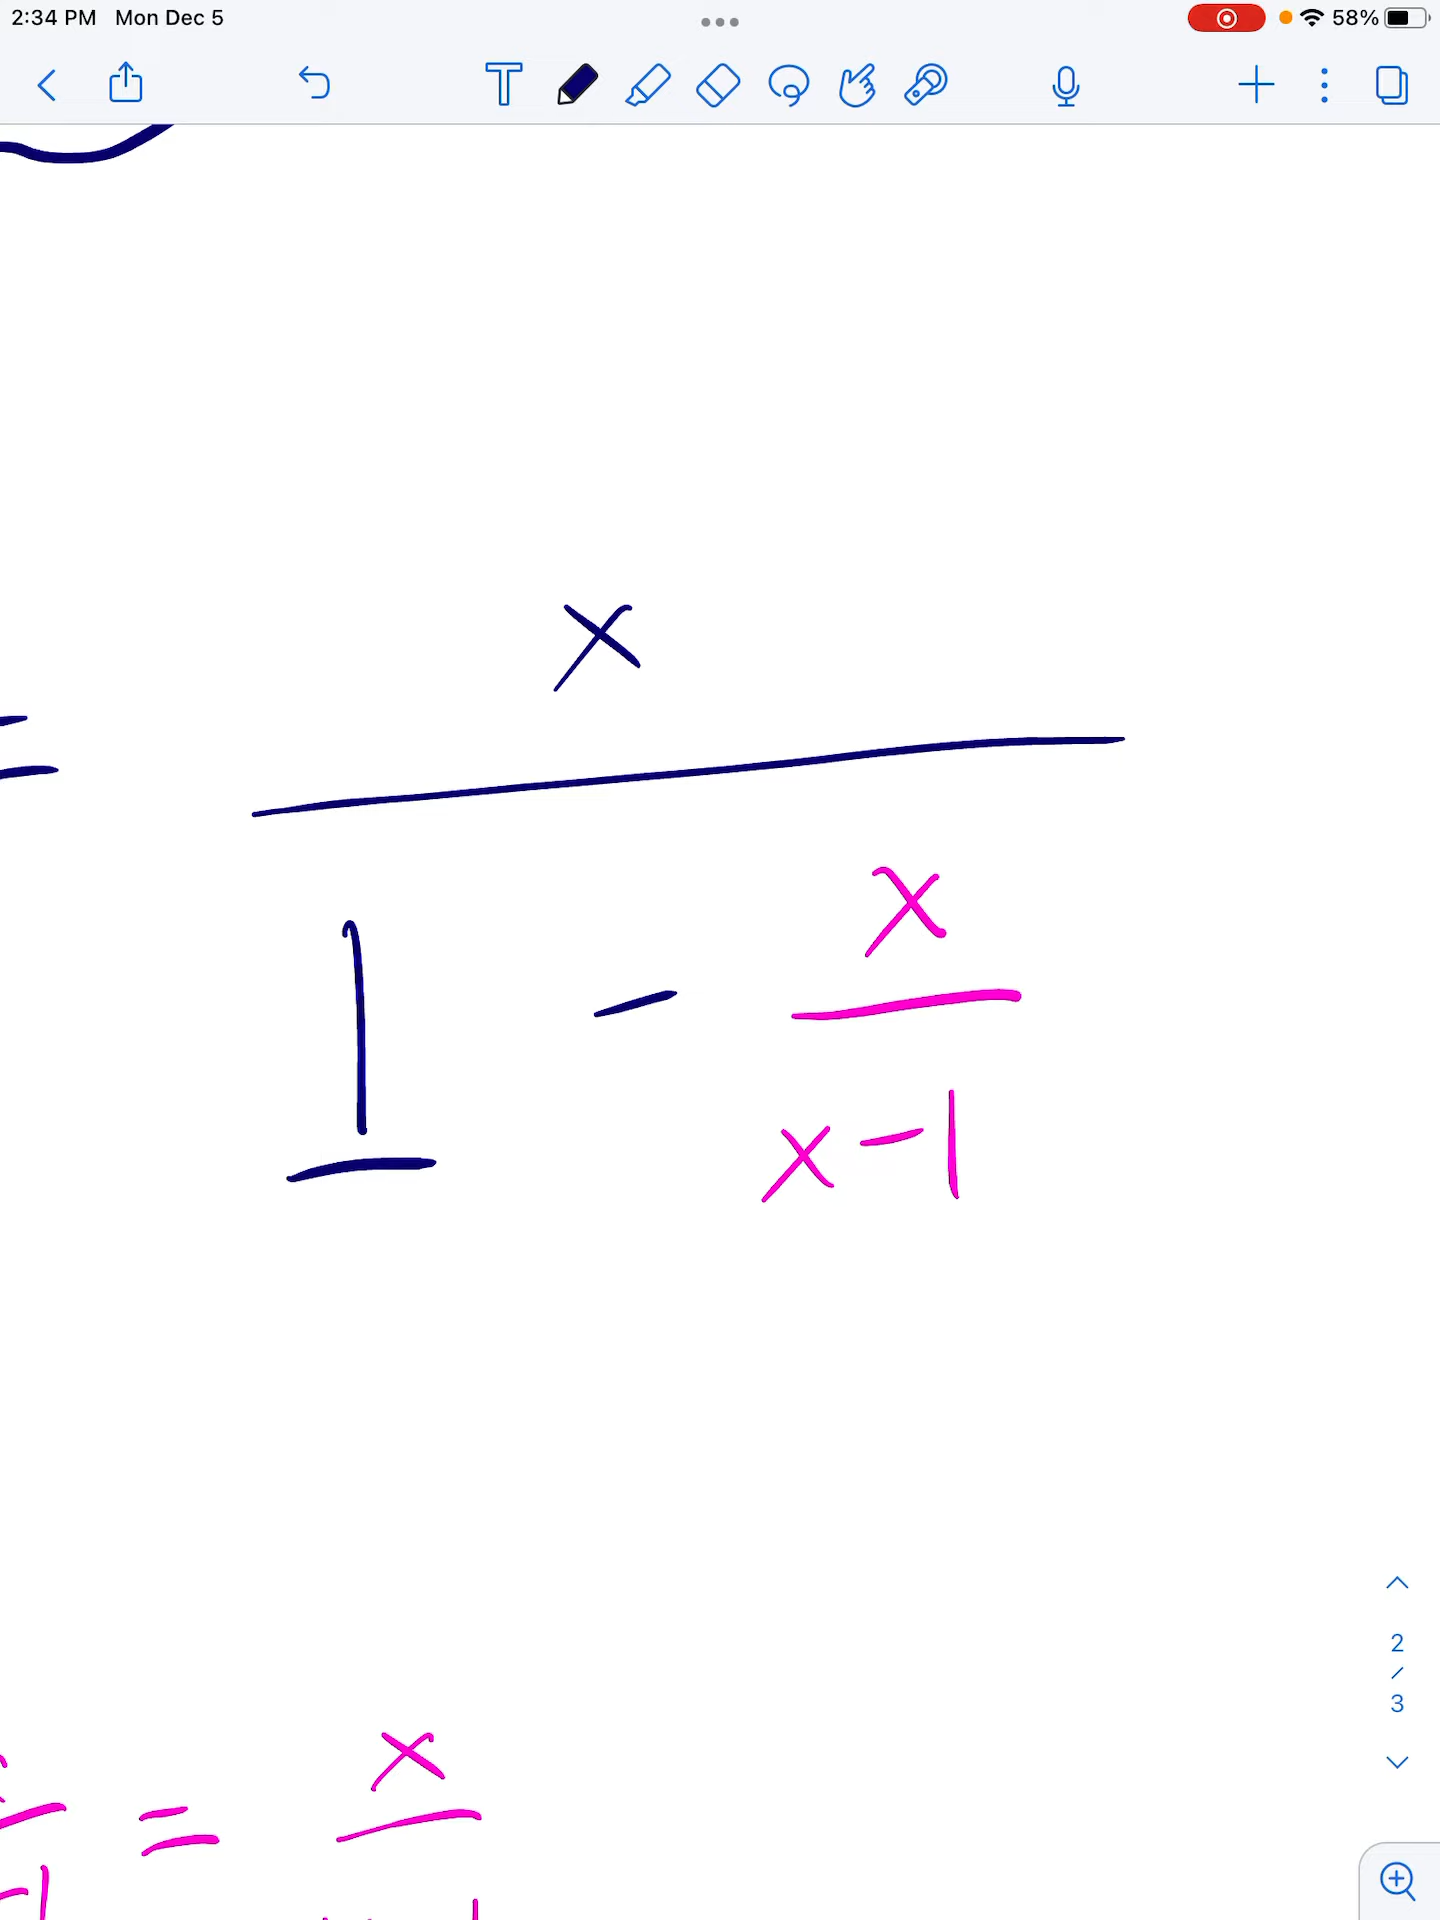 2:34 PM Mon Dec 5
58%
T
=
x
1 - x
x-1
2
/
3
= x